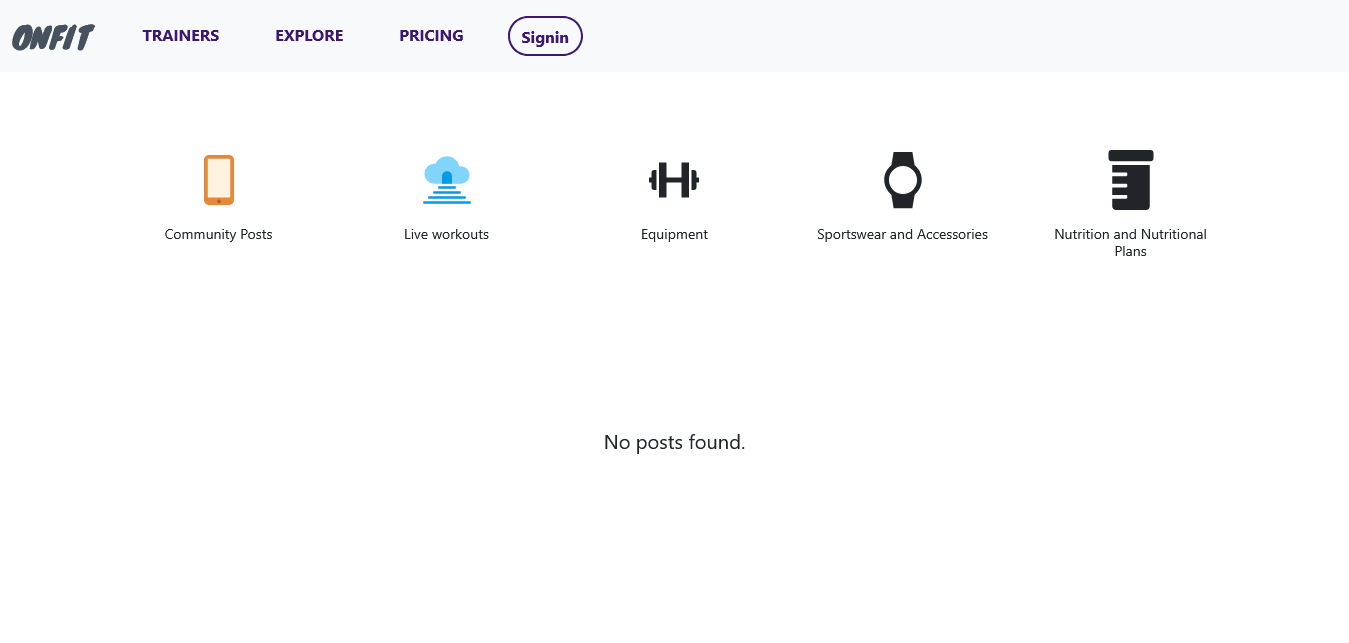 ONFIT
TRAINERS
EXPLORE
PRICING
Signin
Community Posts
Live workouts
Equipment
Sportswear and Accessories
Nutrition and Nutritional
Plans
No posts found.